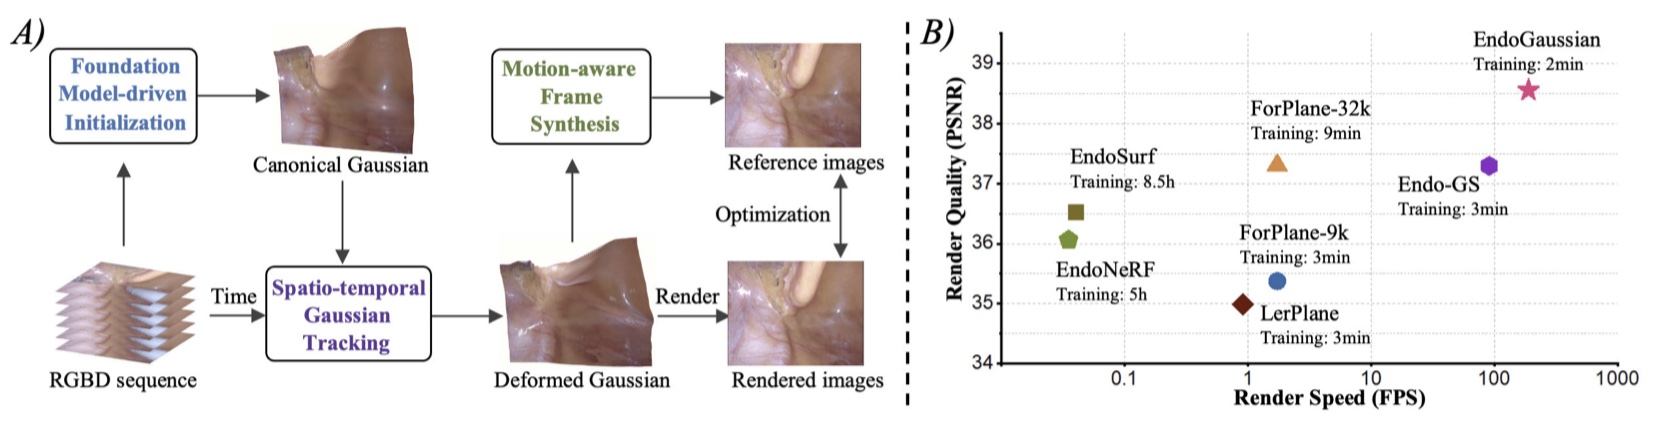 A)
Foundation
Model-driven
Initialization
Canonical Gaussian
Motion-aware
Frame
Synthesis
Reference images
Optimization
RGBD sequence
Time
Spatio-temporal
Gaussian
Tracking
Deformed Gaussian
Render
Rendered images
B)
Render Quality (PSNR)
39
38
37
36
35
34
EndoGaussian
Training: 2min
ForPlane-32k
Training: 9min
EndoSurf
Training: 8.5h
Endo-GS
Training: 3min
ForPlane-9k
Training: 3min
EndoNeRF
Training: 5h
LerPlane
Training: 3min
0.1
1
10
100
1000
Render Speed (FPS)